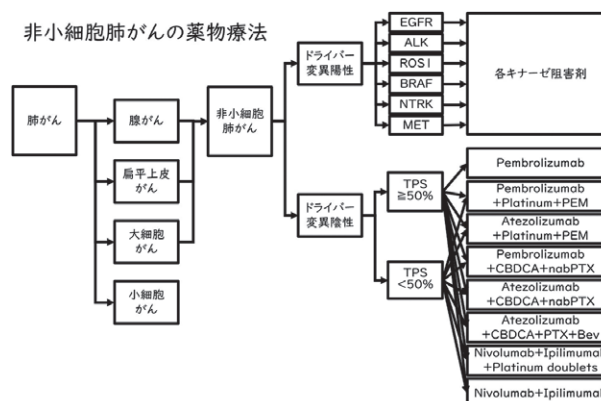 非小細胞肺がんの薬物療法
肺がん
腺がん
扁平上皮
がん
大細胞
がん
小細胞
がん
非小細胞
肺がん
ドライバー
変異陽性
EGFR
ALK
ROS1
BRAF
NTRK
MET
各キナーゼ阻害剤
ドライバー
変異陰性
TPS
≧50%
TPS
<50%
Pembrolizumab
Pembrolizumab
+Platinum+PEM
Atezolizumab
+Platinum+PEM
Pembrolizumab
+CBDCA+nabPTX
Atezolizumab
+CBDCA+nabPTX
Atezolizumab
+CBDCA+PTX+Bev
Nivolumab+Ipilimumab
+Platinum doublets
Nivolumab+Ipilimumab